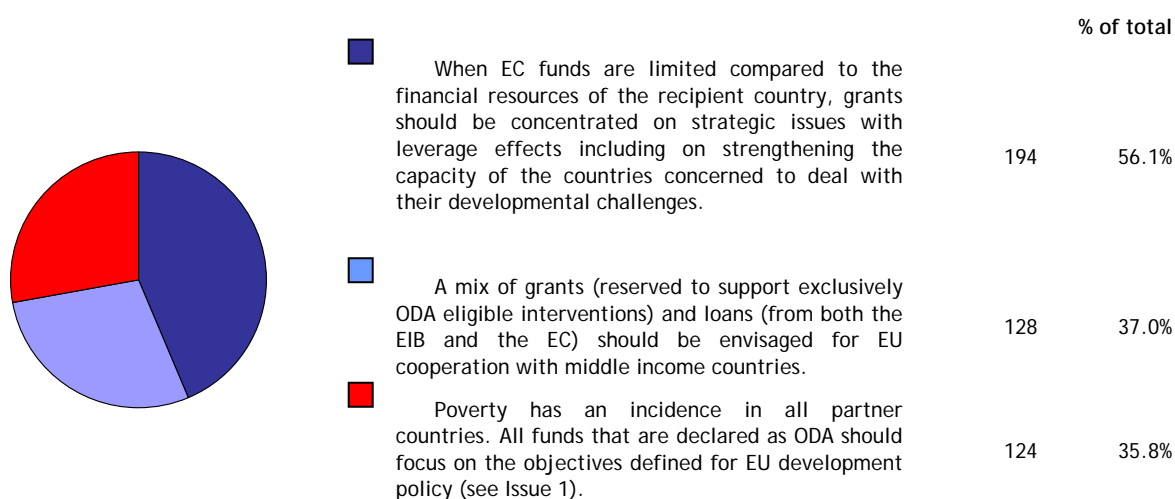 % of total
When EC funds are limited compared to the
financial resources of the recipient country, grants
should be concentrated on strategic issues with
leverage effects including on strengthening the
capacity of the countries concerned to deal with
their developmental challenges.
194 56.1%
A mix of grants (reserved to support exclusively
ODA eligible interventions) and loans (from both the
EIB and the EC) should be envisaged for EU
cooperation with middle income countries.
128 37.0%
Poverty has an incidence in all partner
countries. All funds that are declared as ODA should
focus on the objectives defined for EU development
policy (see Issue 1).
124 35.8%